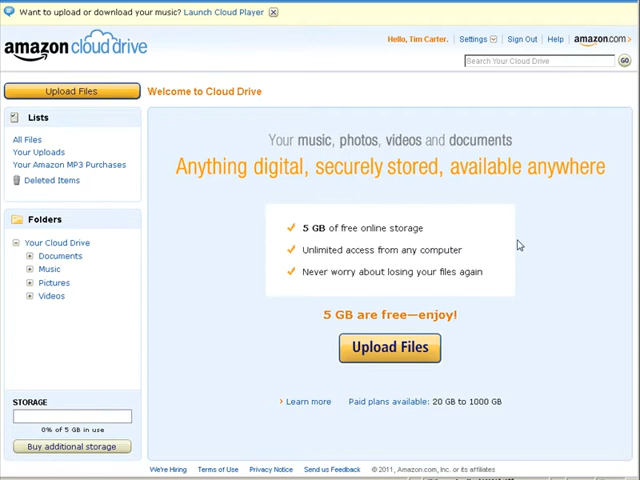 Want to upload or download your music? Launch Cloud Player
amazon cloud drive
Hello, Tim Carter. Settings Sign Out Help amazon.com
Search Your Cloud Drive GO
Upload Files
Welcome to Cloud Drive
Lists
All Files
Your Uploads
Your Amazon MP3 Purchases
Deleted Items
Folders
Your Cloud Drive
Documents
Music
Pictures
Videos
STORAGE
0% of 5 GB in use
Buy additional storage
Your music, photos, videos and documents
Anything digital, securely stored, available anywhere
5 GB of free online storage
Unlimited access from any computer
Never worry about losing your files again
5 GB are free—enjoy!
Upload Files
Learn more Paid plans available: 20 GB to 1000 GB
We're Hiring Terms of Use Privacy Notice Send us Feedback © 2011, Amazon.com, Inc. or its affiliates